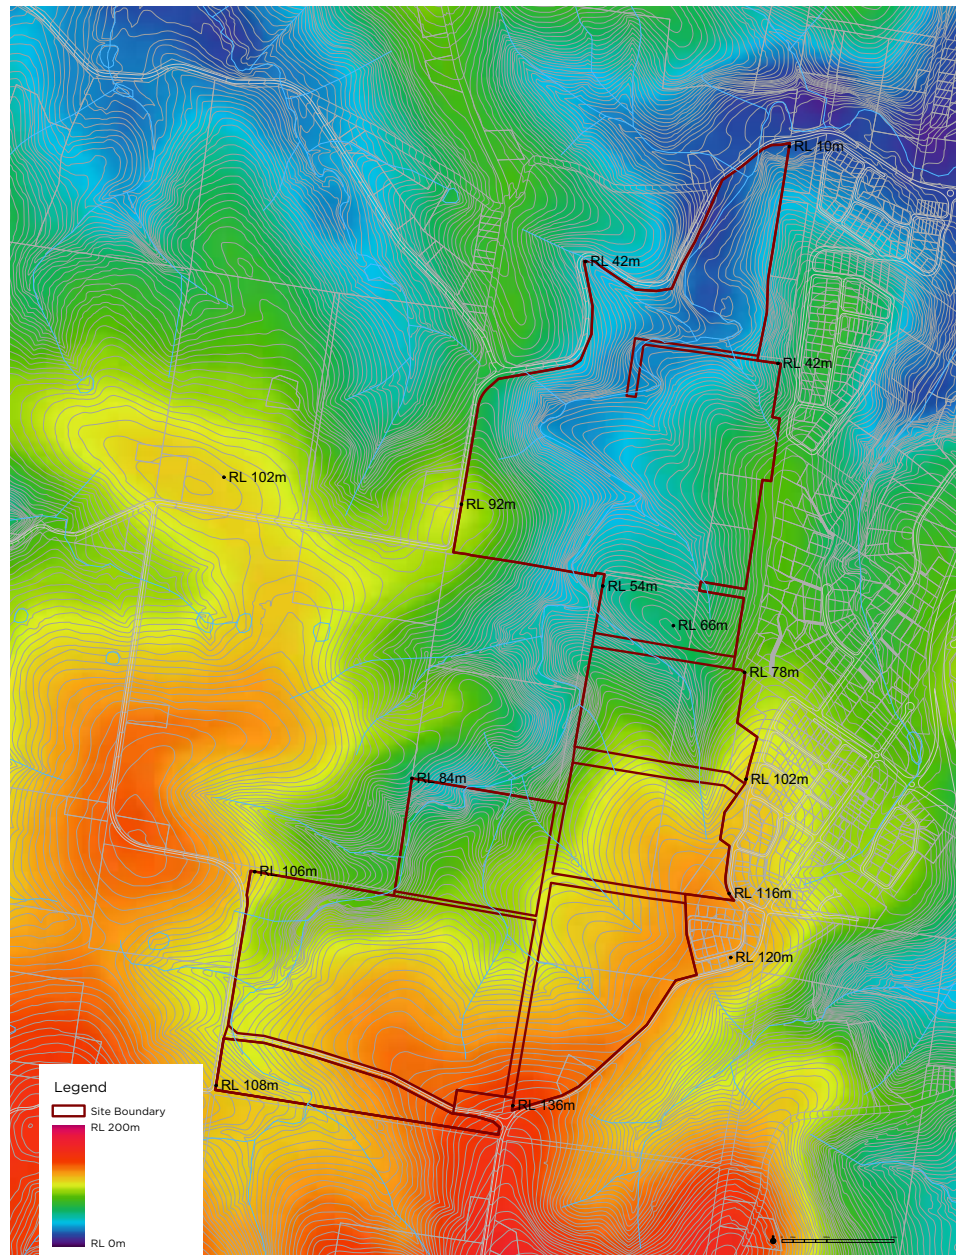 RL 10m
RL 42m
RL 42m
RL 102m
RL 92m
RL 54m
RL 66m
RL 78m
RL 84m
RL 102m
RL 106m
RL 116m
RL 120m
RL 108m
RL 136m
Legend
Site Boundary
RL 200m
RL 0m